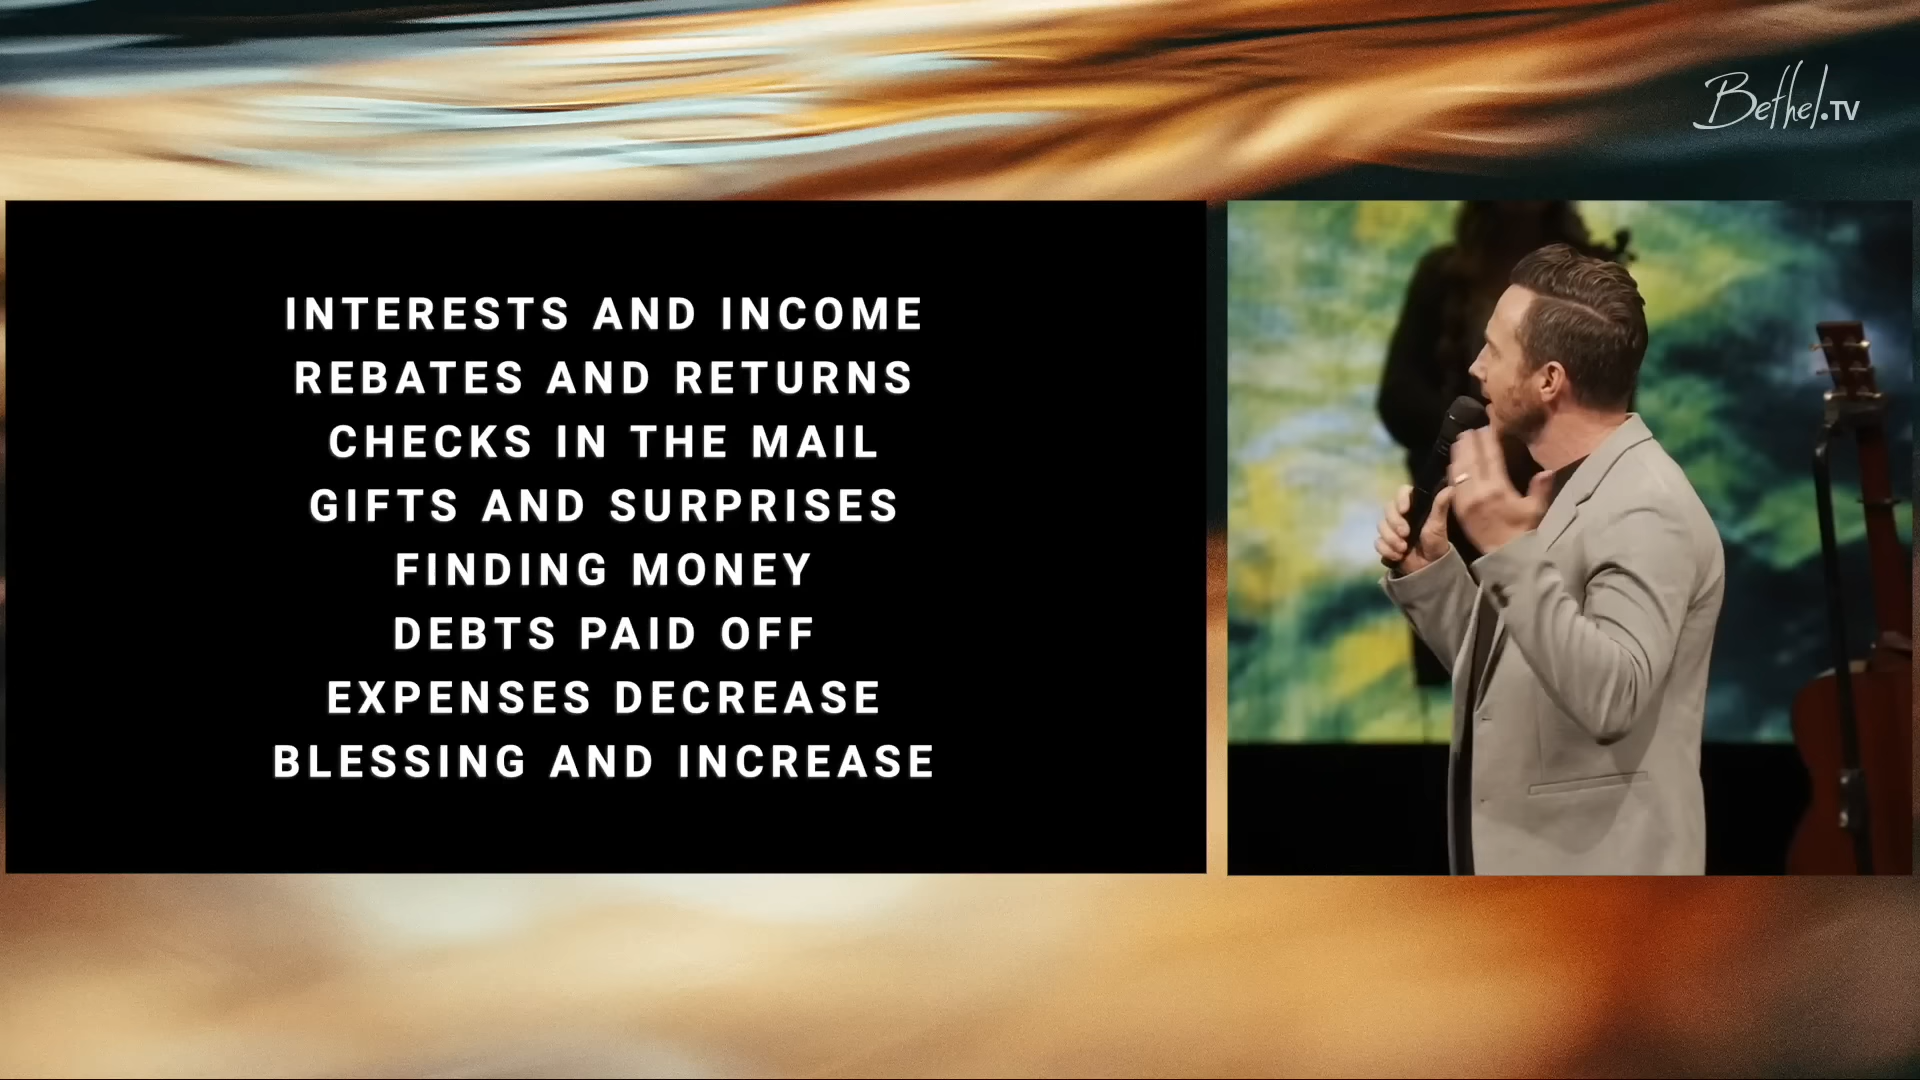 Bethel.TV
INTERESTS AND INCOME
REBATES AND RETURNS
CHECKS IN THE MAIL
GIFTS AND SURPRISES
FINDING MONEY
DEBTS PAID OFF
EXPENSES DECREASE
BLESSING AND INCREASE